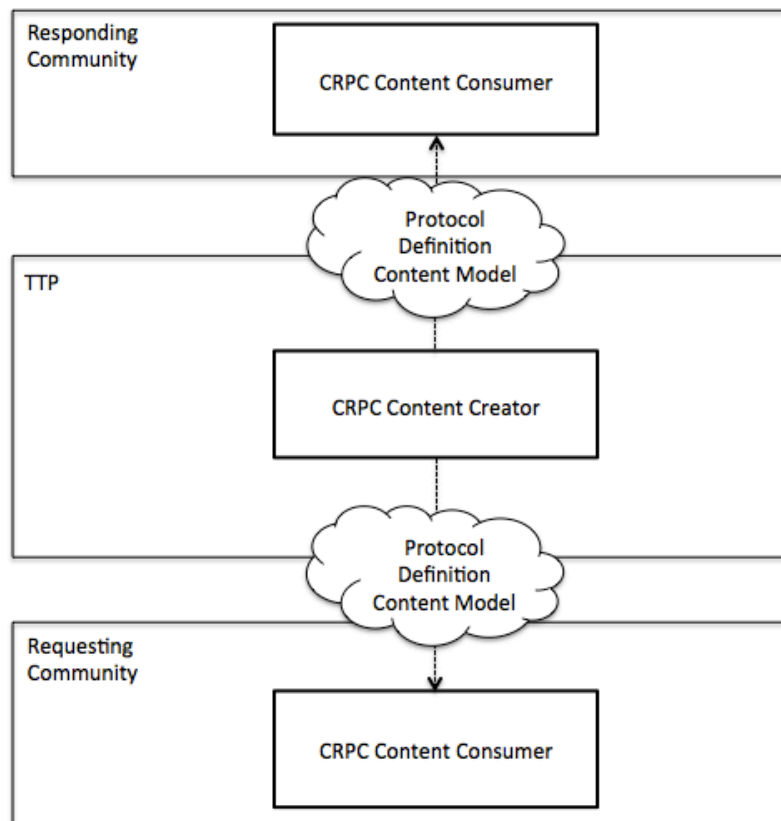 Responding
Community
CRPC Content Consumer
Protocol
Definition
Content Model
TTP
CRPC Content Creator
Protocol
Definition
Content Model
Requesting
Community
CRPC Content Consumer